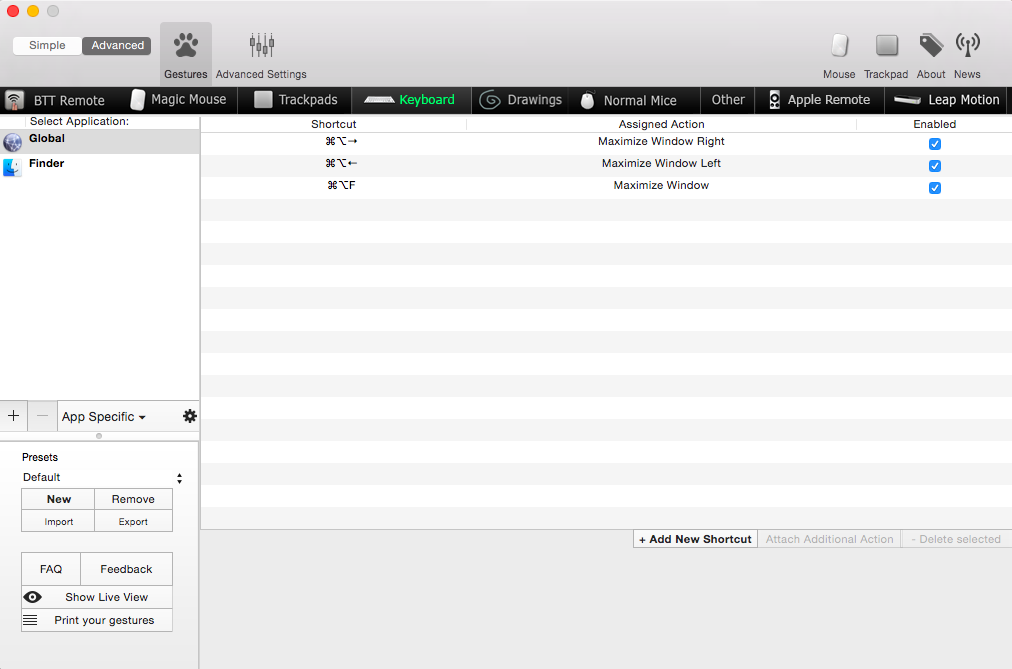 Simple Advanced
Gestures Advanced Settings Mouse Trackpad About News
BTT Remote Magic Mouse Trackpads Keyboard Drawings Normal Mice Other Apple Remote Leap Motion
Select Application:
Global
Finder
Shortcut Assigned Action Enabled
⌘⌥→ Maximize Window Right
⌘⌥← Maximize Window Left
⌘⌥F Maximize Window
+ − App Specific
Presets
Default
New Remove
Import Export
+ Add New Shortcut Attach Additional Action - Delete selected
FAQ Feedback
Show Live View
Print your gestures